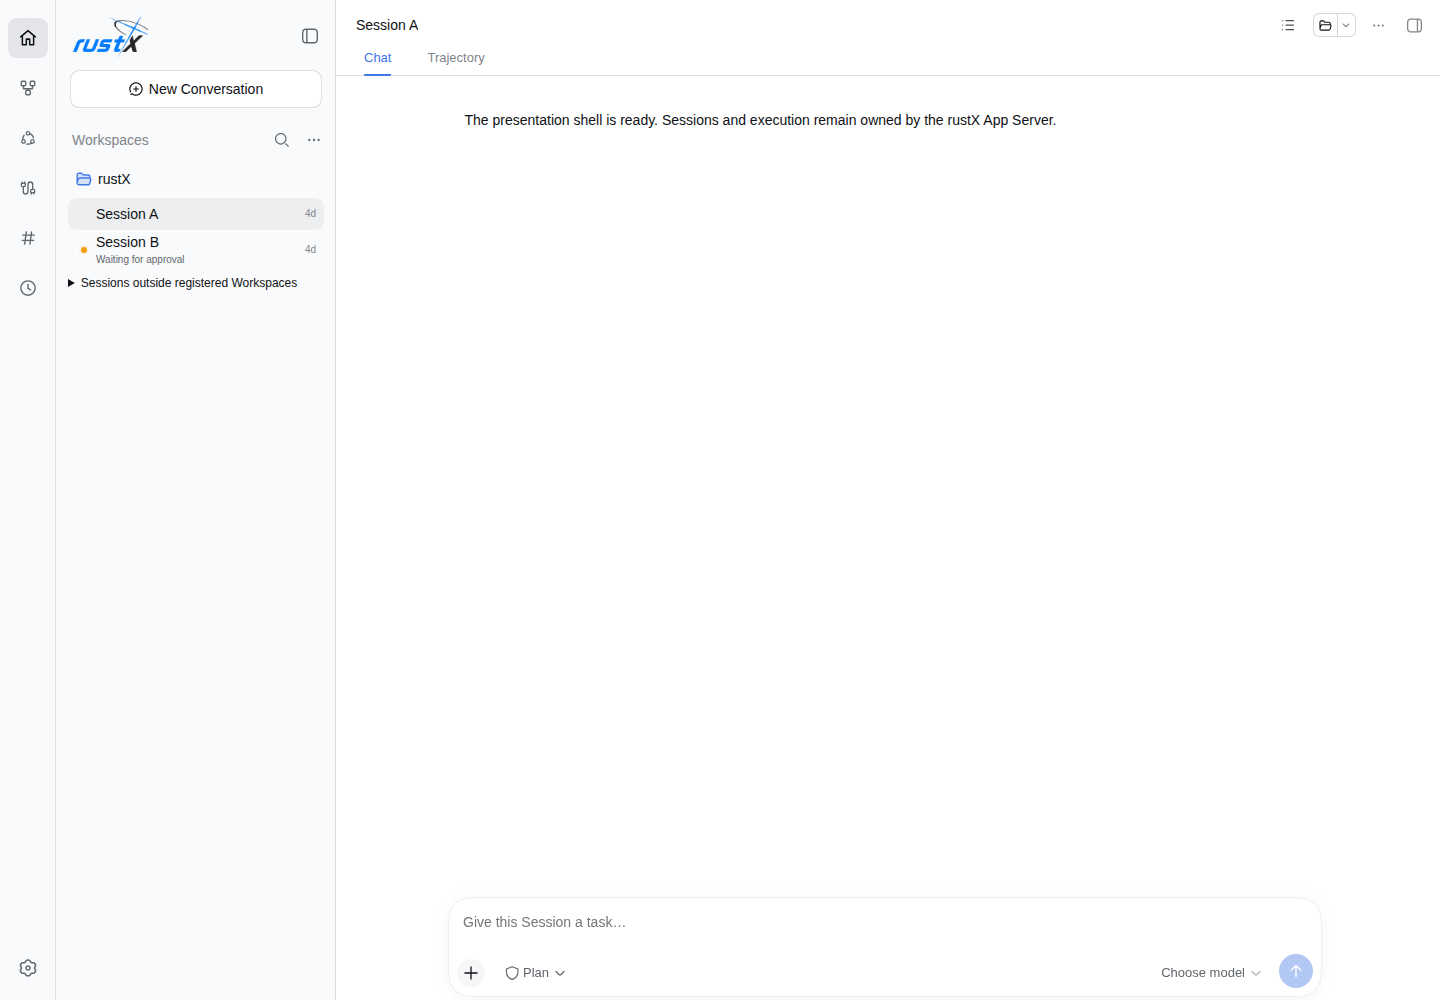 rustX
New Conversation
Workspaces
rustX
Session A 4d
Session B 4d
Waiting for approval
Sessions outside registered Workspaces
Session A
Chat Trajectory
The presentation shell is ready. Sessions and execution remain owned by the rustX App Server.
Give this Session a task…
Plan Choose model